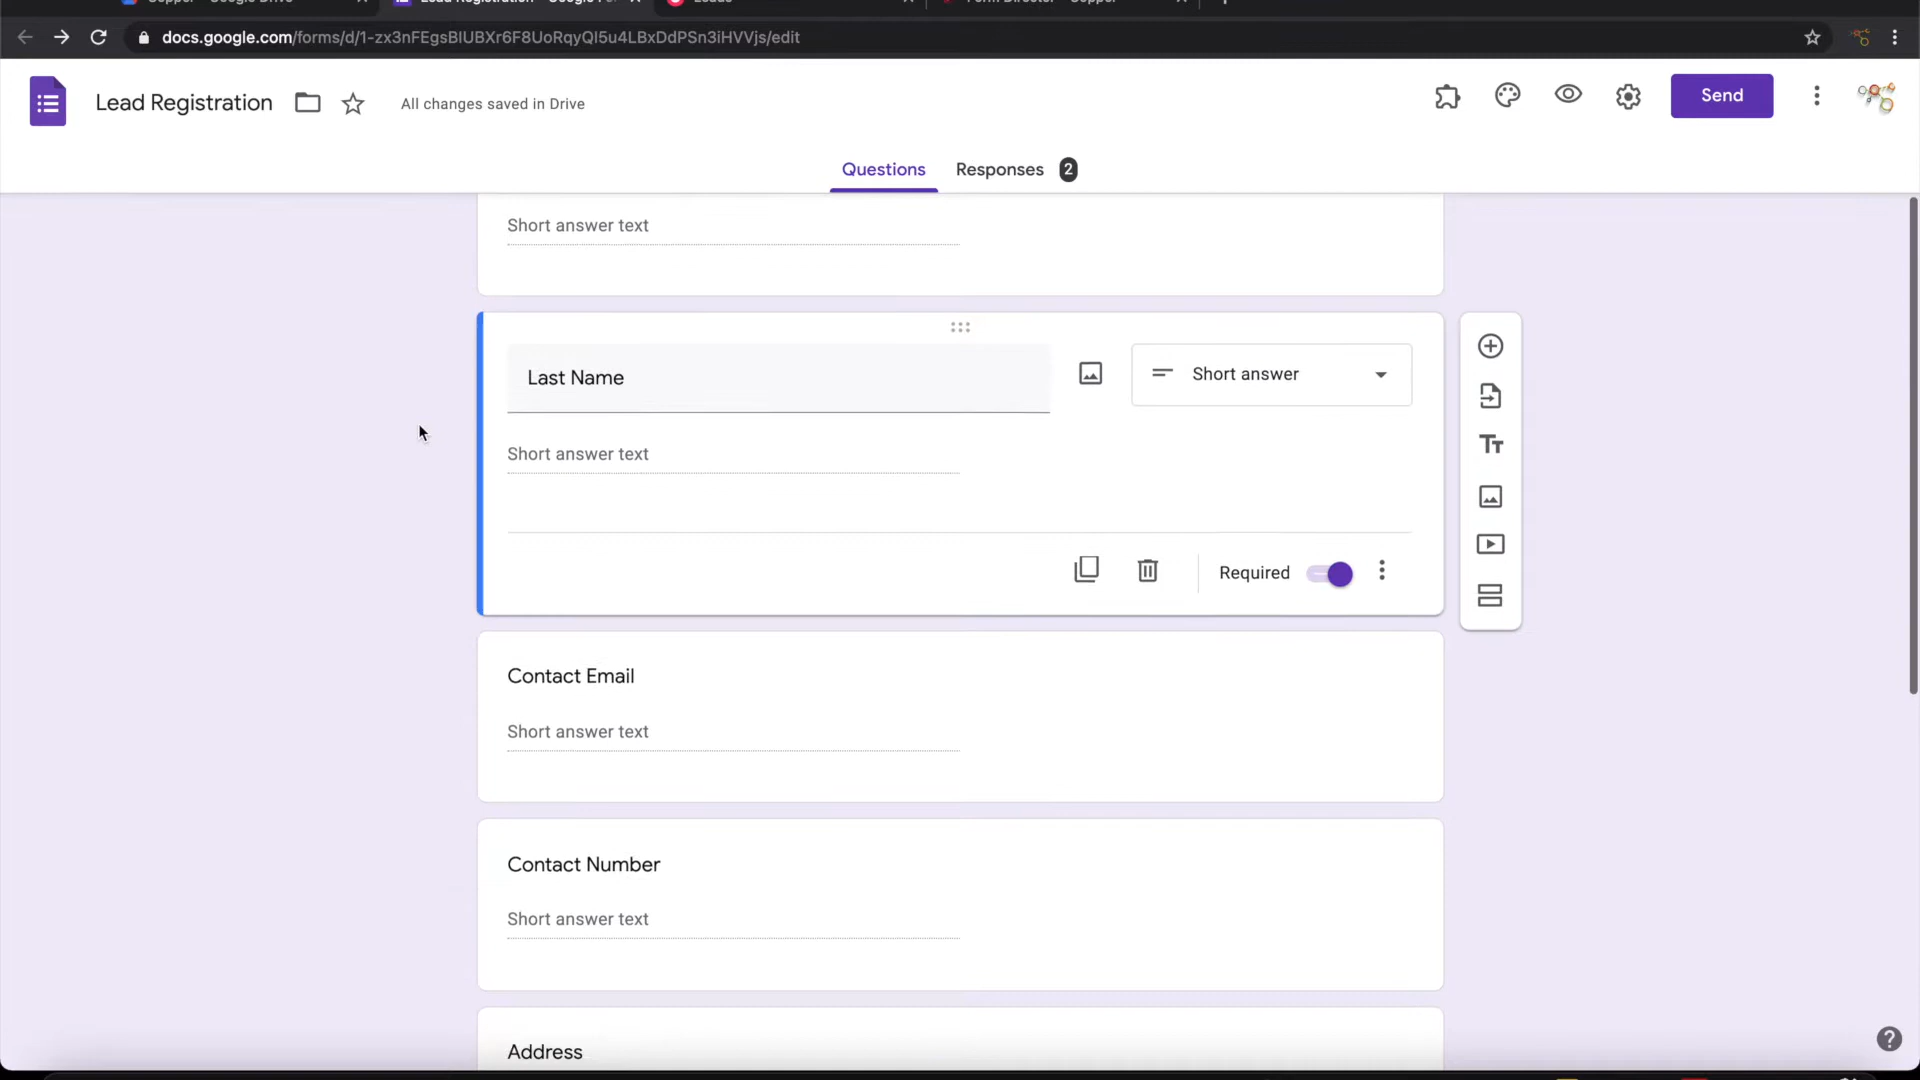 docs.google.com/forms/d/1-zx3nFEgsBlUBXr6F8UoRqyQl5u4LBxDdPSn3iHVVjs/edit
Lead Registration
All changes saved in Drive
Send
Questions
Responses 2
Short answer text
Last Name
Short answer
Short answer text
Required
Contact Email
Short answer text
Contact Number
Short answer text
Address